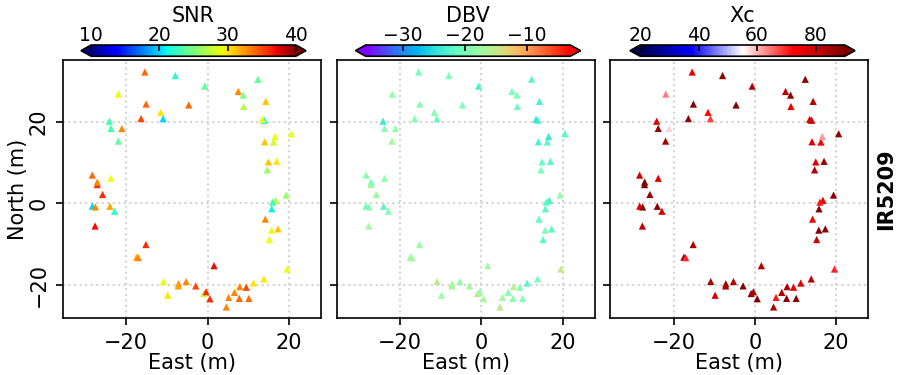 SNR DBV Xc
10 20 30 40 −30 −20 −10 20 40 60 80
North (m)
20
0
−20
−20 0 20 −20 0 20 −20 0 20
East (m) East (m) East (m)
IR5209